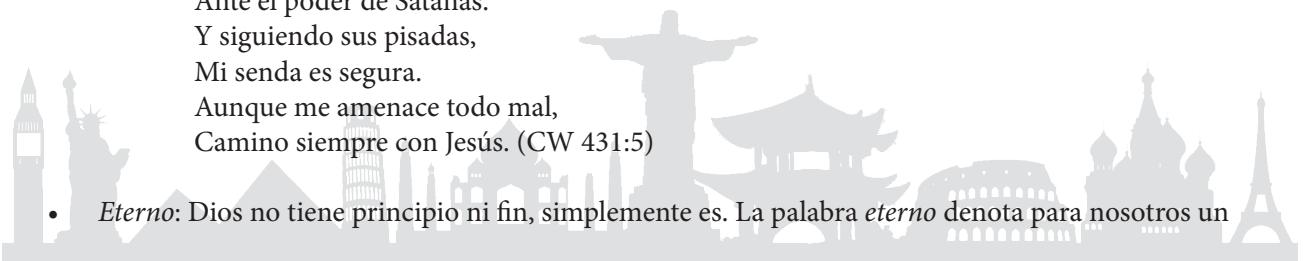 Ante el poder de Satanás.
Y siguiendo sus pisadas,
Mi senda es segura.
Aunque me amenace todo mal,
Camino siempre con Jesús. (CW 431:5)
• Eterno: Dios no tiene principio ni fin, simplemente es. La palabra eterno denota para nosotros un